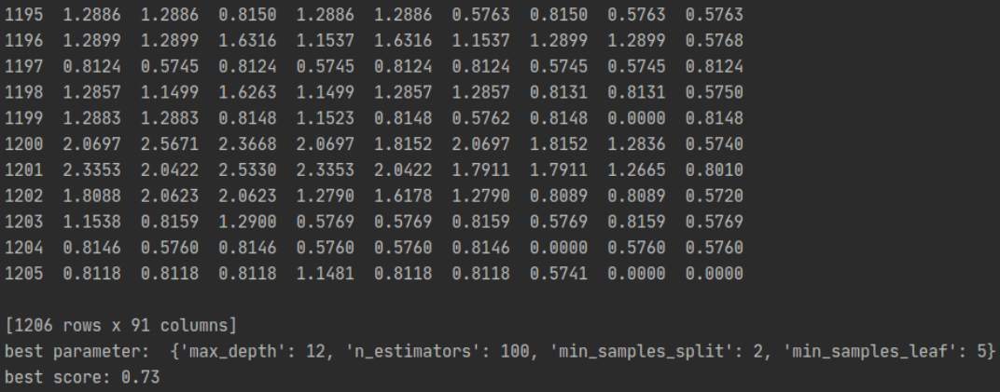 1195  1.2886  1.2886  0.8150  1.2886  1.2886  0.5763  0.8150  0.5763  0.5763
1196  1.2899  1.2899  1.6316  1.1537  1.6316  1.1537  1.2899  1.2899  0.5768
1197  0.8124  0.5745  0.8124  0.5745  0.8124  0.8124  0.5745  0.5745  0.8124
1198  1.2857  1.1499  1.6263  1.1499  1.2857  1.2857  0.8131  0.8131  0.5750
1199  1.2883  1.2883  0.8148  1.1523  0.8148  0.5762  0.8148  0.0000  0.8148
1200  2.0697  2.5671  2.3668  2.0697  1.8152  2.0697  1.8152  1.2836  0.5740
1201  2.3353  2.0422  2.5330  2.3353  2.0422  1.7911  1.7911  1.2665  0.8010
1202  1.8088  2.0623  2.0623  1.2790  1.6178  1.2790  0.8089  0.8089  0.5720
1203  1.1538  0.8159  1.2900  0.5769  0.5769  0.8159  0.5769  0.8159  0.5769
1204  0.8146  0.5760  0.8146  0.5760  0.5760  0.8146  0.0000  0.5760  0.5760
1205  0.8118  0.8118  0.8118  1.1481  0.8118  0.8118  0.5741  0.0000  0.0000
[1206 rows x 91 columns]
best parameter:  {'max_depth': 12, 'n_estimators': 100, 'min_samples_split': 2, 'min_samples_leaf': 5}
best score: 0.73